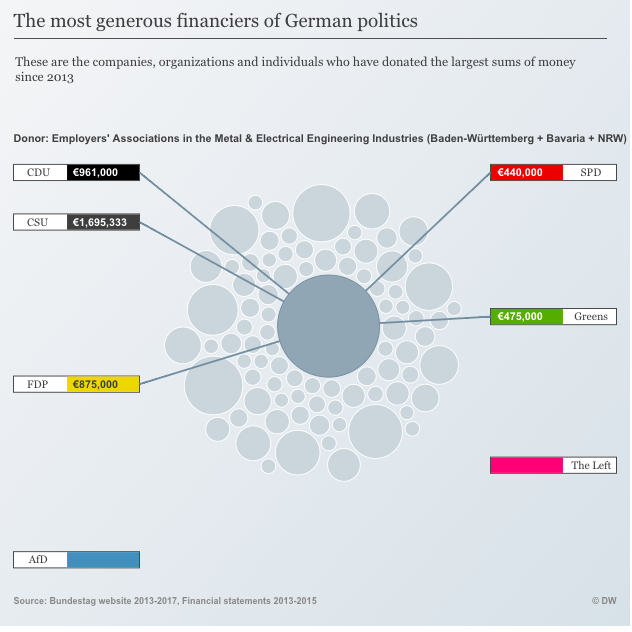 The most generous financiers of German politics
These are the companies, organizations and individuals who have donated the largest sums of money
since 2013
Donor: Employers' Associations in the Metal & Electrical Engineering Industries (Baden-Württemberg + Bavaria + NRW)
CDU €961,000
€440,000 SPD
CSU €1,695,333
€475,000 Greens
FDP €875,000
The Left
AfD
Source: Bundestag website 2013-2017, Financial statements 2013-2015
© DW